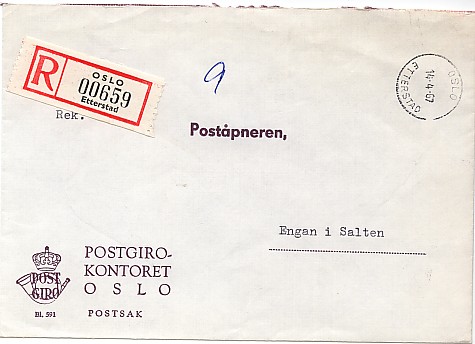 R
OSLO
00659
Etterstad
Rek.
9
OSLO
14-4-67
ETTERSTAD
Poståpneren,
Engan i Salten
POST
GIRO
Bl. 591
POSTGIRO-
KONTORET
OSLO
POSTSAK